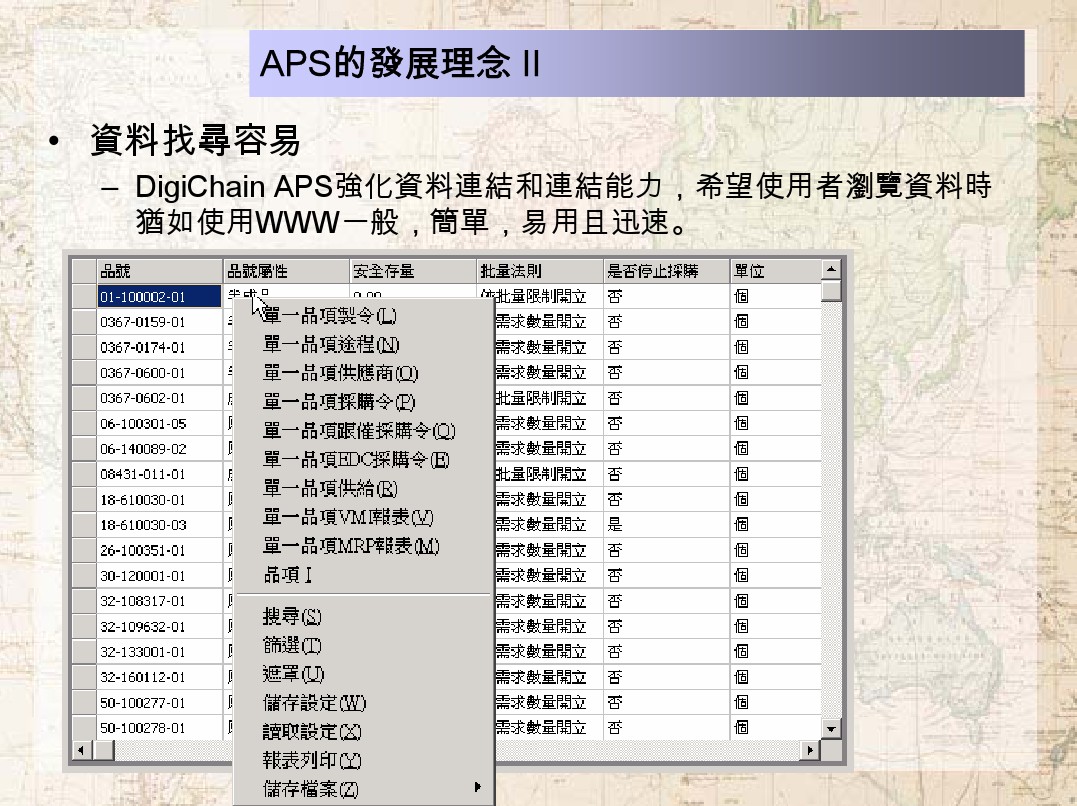 APS的發展理念 II
• 資料找尋容易
– DigiChain APS強化資料連結和連結能力，希望使用者瀏覽資料時
猶如使用WWW一般，簡單，易用且迅速。
品號 品號屬性 安全存量 批量法則 是否停止採購 單位
01-100002-01 半成品 0.00 依批量限制開立 否 個
0367-0159-01 需求數量開立 否 個
0367-0174-01 需求數量開立 否 個
0367-0600-01 需求數量開立 否 個
0367-0602-01 批量限制開立 否 個
06-100301-05 需求數量開立 否 個
06-140089-02 需求數量開立 否 個
08431-011-01 批量限制開立 否 個
18-610030-01 需求數量開立 否 個
18-610030-03 需求數量開立 是 個
26-100351-01 需求數量開立 否 個
30-120001-01 需求數量開立 否 個
32-108317-01 需求數量開立 否 個
32-109632-01 需求數量開立 否 個
32-133001-01 需求數量開立 否 個
32-160112-01 需求數量開立 否 個
50-100277-01 需求數量開立 否 個
50-100278-01 需求數量開立 否 個
單一品項製令(L)
單一品項途程(N)
單一品項供應商(O)
單一品項採購令(P)
單一品項跟催採購令(Q)
單一品項EDC採購令(E)
單一品項供給(R)
單一品項VMI報表(V)
單一品項MRP報表(M)
品項 I
搜尋(S)
篩選(T)
遮罩(U)
儲存設定(W)
讀取設定(X)
報表列印(Y)
儲存檔案(Z)